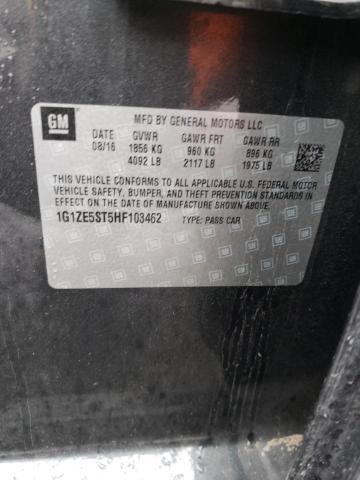 GM
MFD BY GENERAL MOTORS LLC
DATE GVWR GAWR FRT GAWR RR
08/16 1856 KG 960 KG 896 KG
4092 LB 2117 LB 1975 LB
THIS VEHICLE CONFORMS TO ALL APPLICABLE U.S. FEDERAL MOTOR
VEHICLE SAFETY, BUMPER, AND THEFT PREVENTION STANDARDS IN
EFFECT ON THE DATE OF MANUFACTURE SHOWN ABOVE.
1G1ZE5ST5HF103462 TYPE: PASS CAR